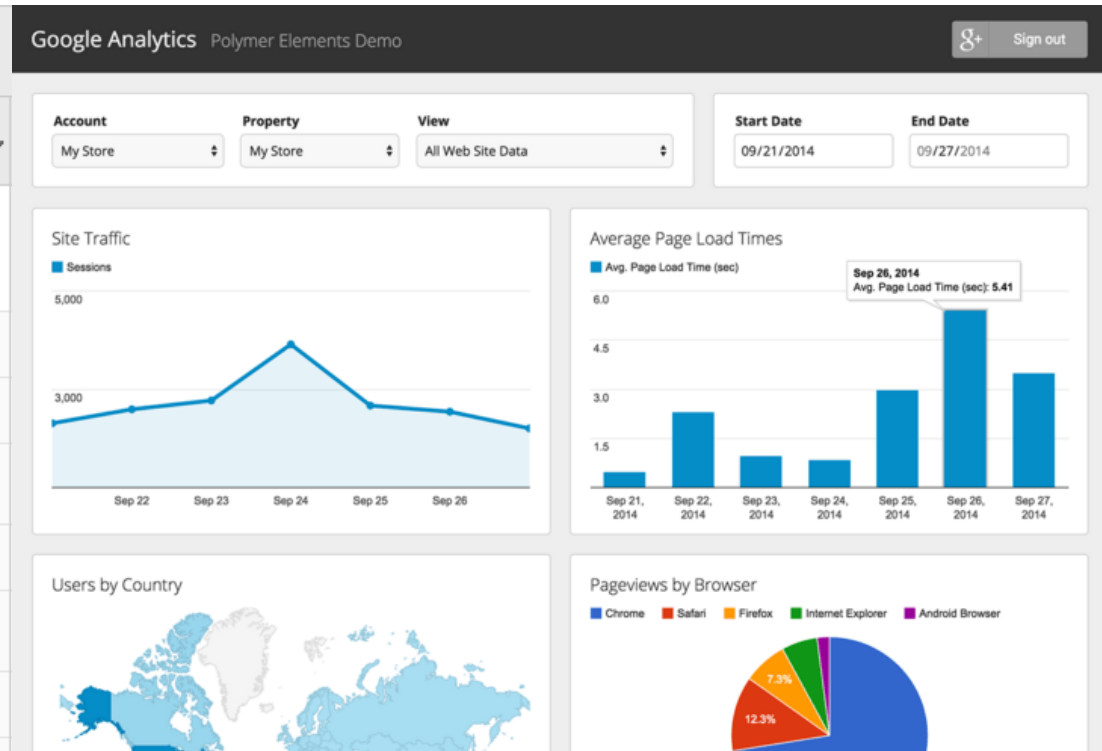 Google Analytics Polymer Elements Demo
g+ Sign out
Account Property View
My Store My Store All Web Site Data
Start Date End Date
09/21/2014 09/27/2014
Site Traffic
Sessions
5,000
3,000
Sep 22 Sep 23 Sep 24 Sep 25 Sep 26
Average Page Load Times
Avg. Page Load Time (sec)
Sep 26, 2014
Avg. Page Load Time (sec): 5.41
6.0
4.5
3.0
1.5
Sep 21, Sep 22, Sep 23, Sep 24, Sep 25, Sep 26, Sep 27,
2014 2014 2014 2014 2014 2014 2014
Users by Country
Pageviews by Browser
Chrome Safari Firefox Internet Explorer Android Browser
7.3%
12.3%